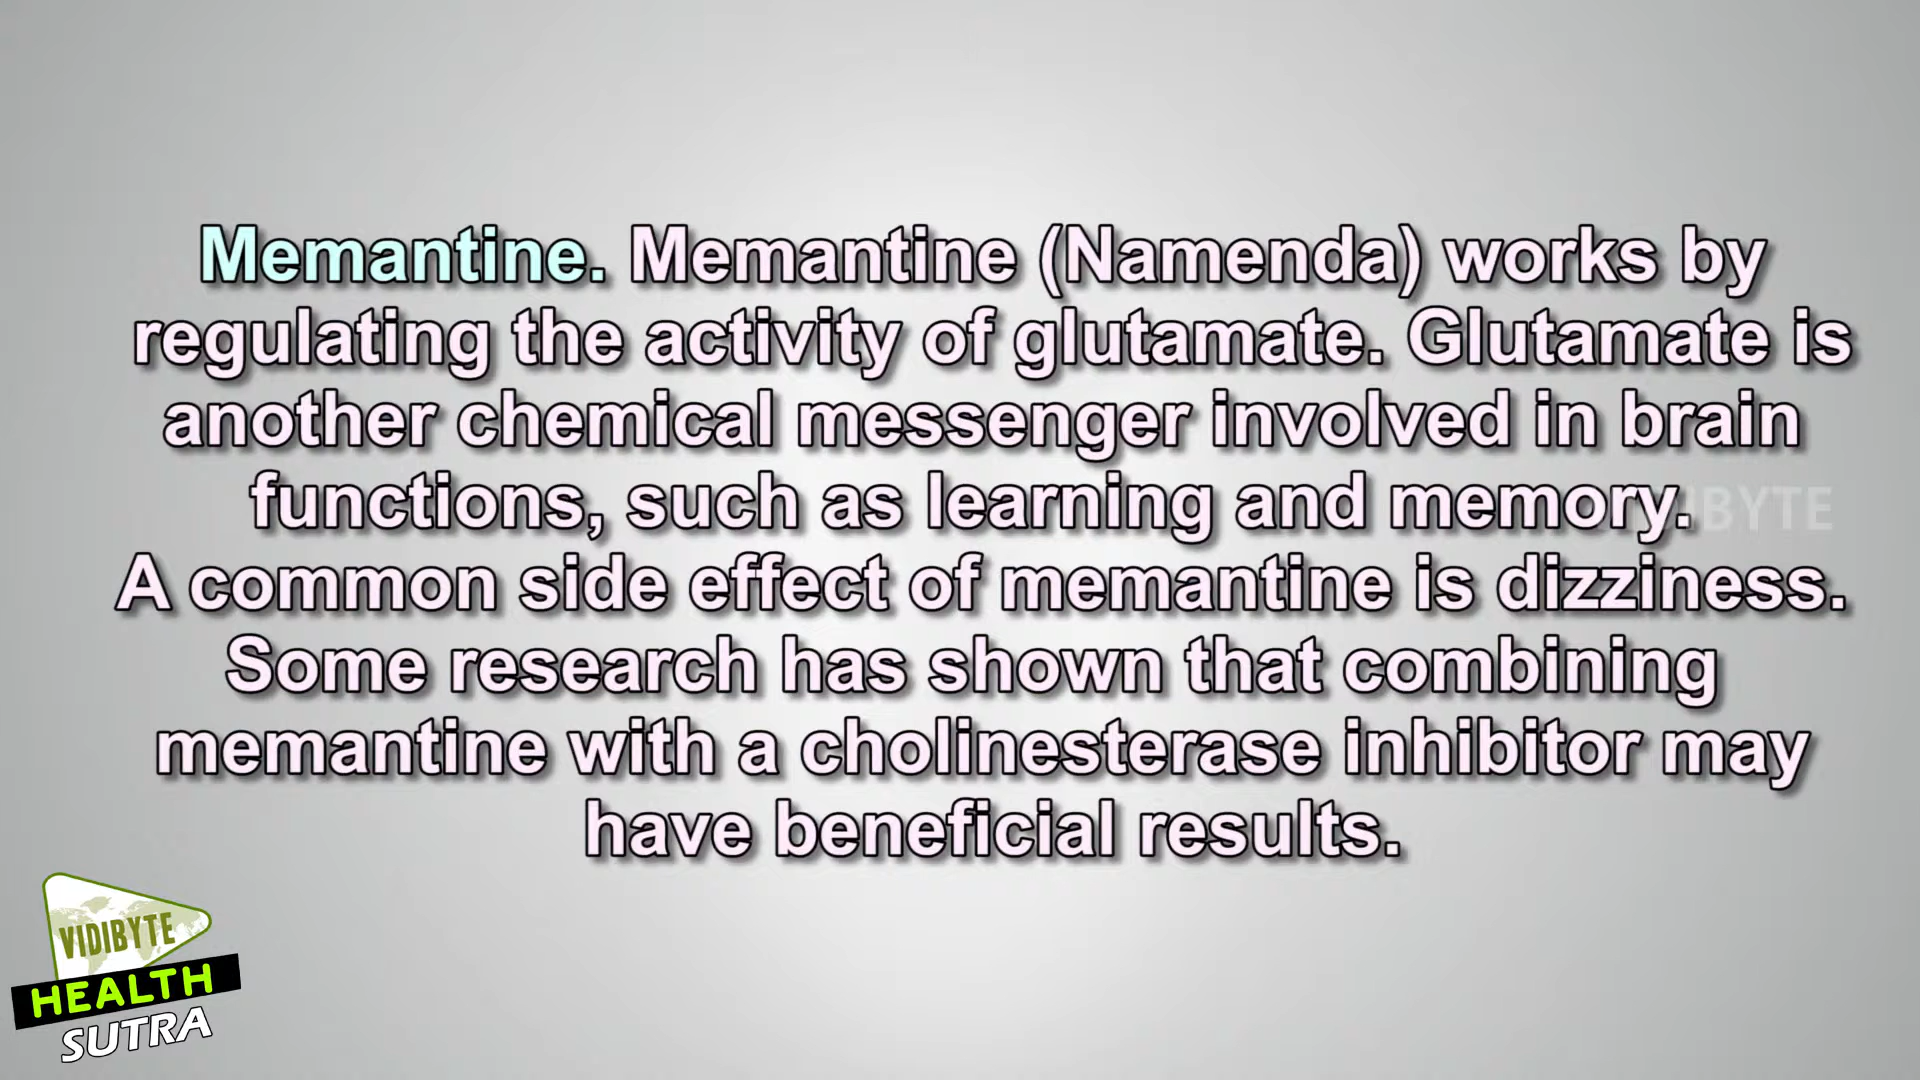 Memantine. Memantine (Namenda) works by
regulating the activity of glutamate. Glutamate is
another chemical messenger involved in brain
functions, such as learning and memory.
A common side effect of memantine is dizziness.
Some research has shown that combining
memantine with a cholinesterase inhibitor may
have beneficial results.
VIDIBYTE
HEALTH
SUTRA